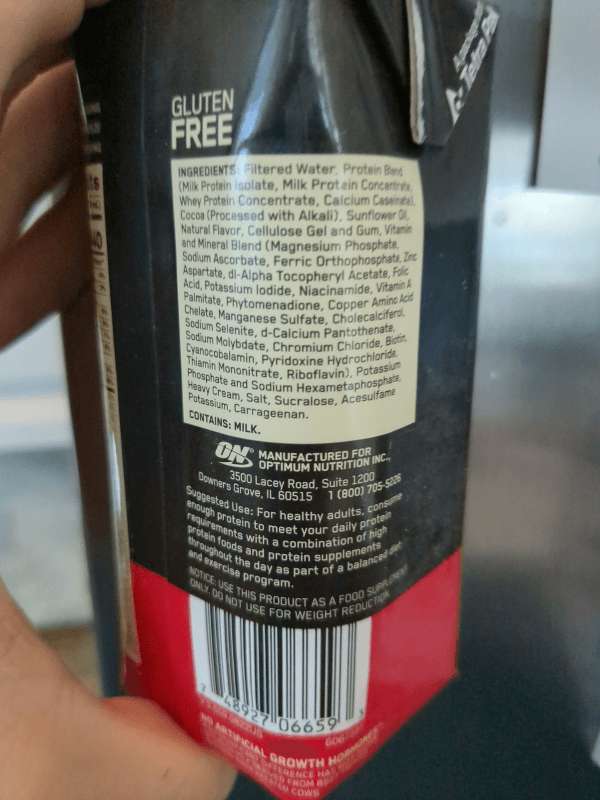 GLUTEN
FREE
INGREDIENTS: Filtered Water, Protein Blend
(Milk Protein Isolate, Milk Protein Concentrate,
Whey Protein Concentrate, Calcium Caseinate),
Cocoa (Processed with Alkali), Sunflower Oil,
Natural Flavor, Cellulose Gel and Gum, Vitamin
and Mineral Blend (Magnesium Phosphate,
Sodium Ascorbate, Ferric Orthophosphate, Zinc
Aspartate, dl-Alpha Tocopheryl Acetate, Folic
Acid, Potassium Iodide, Niacinamide, Vitamin A
Palmitate, Phytomenadione, Copper Amino Acid
Chelate, Manganese Sulfate, Cholecalciferol,
Sodium Selenite, d-Calcium Pantothenate,
Sodium Molybdate, Chromium Chloride, Biotin,
Cyanocobalamin, Pyridoxine Hydrochloride,
Thiamin Mononitrate, Riboflavin), Potassium
Phosphate and Sodium Hexametaphosphate,
Heavy Cream, Salt, Sucralose, Acesulfame
Potassium, Carrageenan.
CONTAINS: MILK.
ON® MANUFACTURED FOR
OPTIMUM NUTRITION INC.,
3500 Lacey Road, Suite 1200
Downers Grove, IL 60515 1 (800) 705-5226
Suggested Use: For healthy adults, consume
enough protein to meet your daily protein
requirements with a combination of high
protein foods and protein supplements
throughout the day as part of a balanced diet
and exercise program.
NOTICE: USE THIS PRODUCT AS A FOOD SUPPLEMENT
ONLY. DO NOT USE FOR WEIGHT REDUCTION
7 48927 06659 3
NO ARTIFICIAL GROWTH HORMONES
DIFFERENCE HAS
FROM
COWS
Tetra Pak